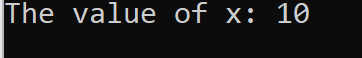 The value of x: 10